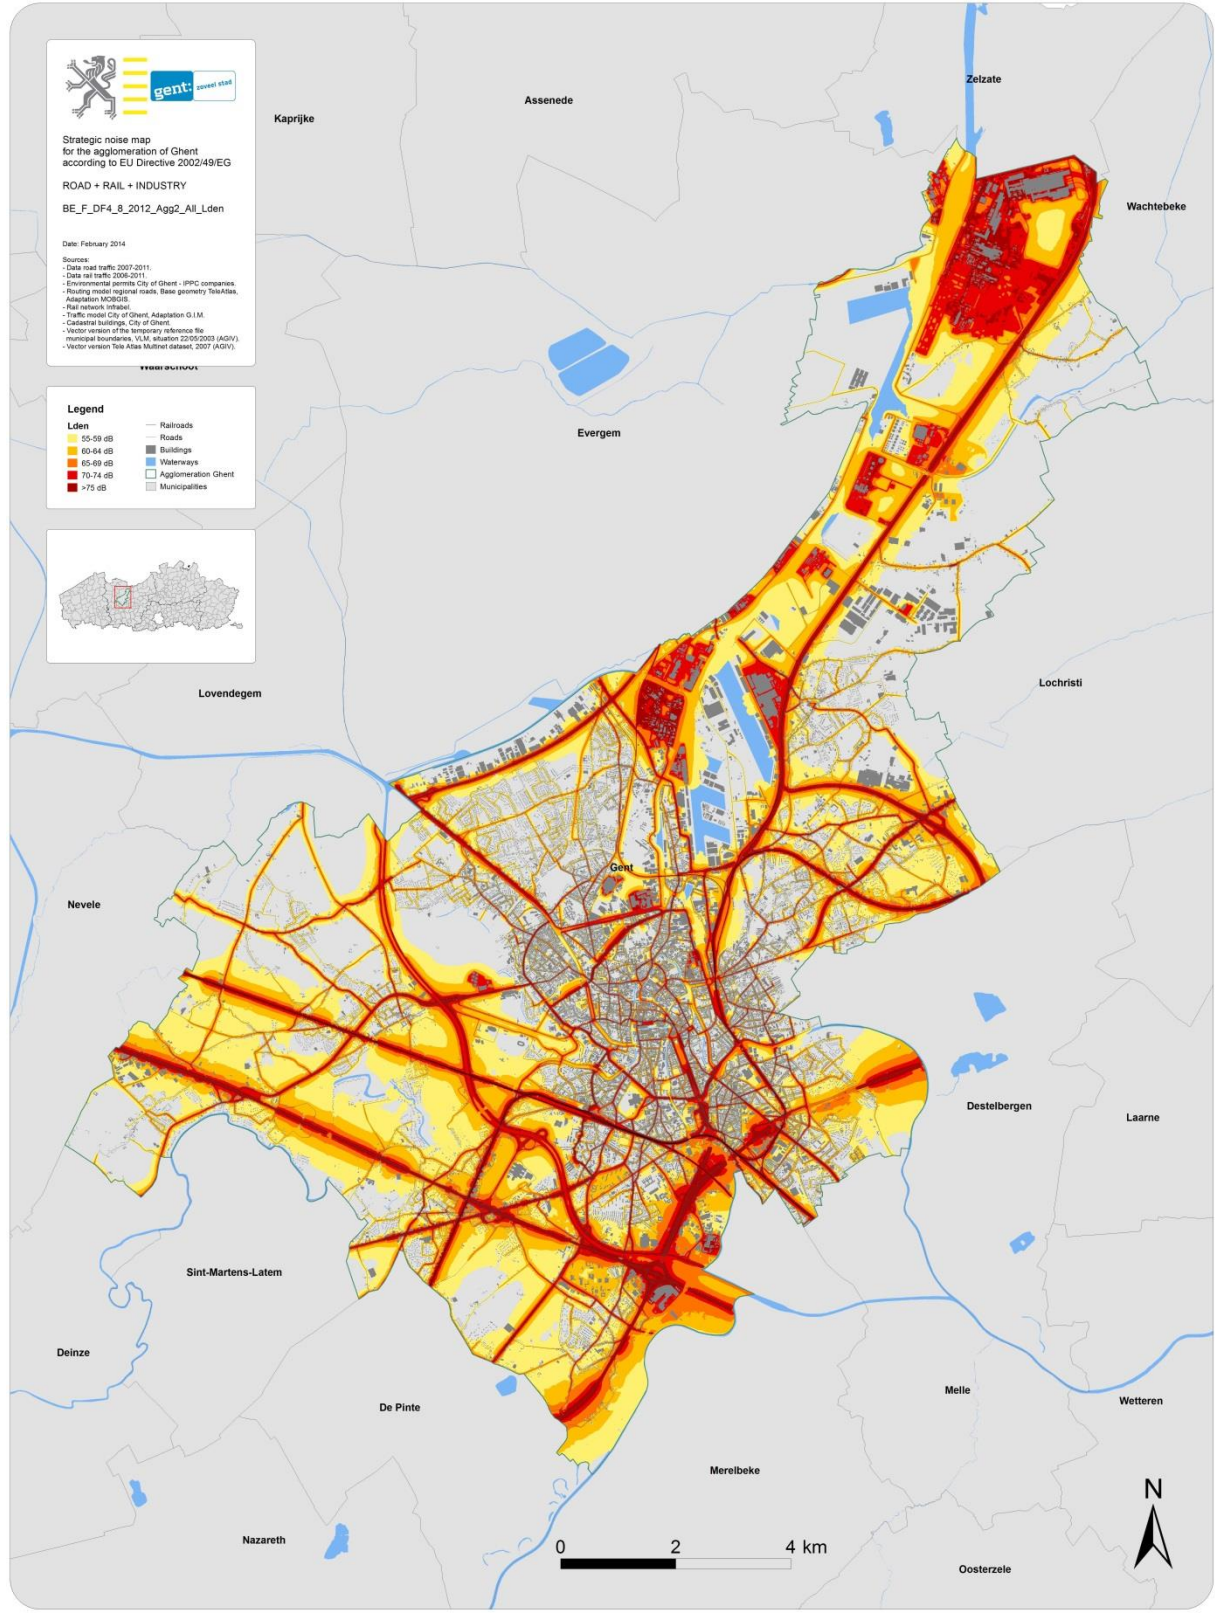 gent: zoveel stad
Strategic noise map
for the agglomeration of Ghent
according to EU Directive 2002/49/EG
ROAD + RAIL + INDUSTRY
BE_F_DF4_8_2012_Agg2_All_Lden
Date: February 2014
Sources:
- Data road traffic 2007-2011.
- Data rail traffic 2006-2011.
- Environmental permits City of Ghent - IPPC companies.
- Routing model regional roads, Base geometry TeleAtlas,
Adaptation MOBGIS.
- Rail network Infrabel.
- Traffic model City of Ghent, Adaptation G.I.M.
- Cadastral buildings, City of Ghent.
- Vector version of the temporary reference file
municipal boundaries, VLM, situation 22/05/2003 (AGIV).
- Vector version Tele Atlas Multinet dataset, 2007 (AGIV).
Waarschoot
Legend
Lden
55-59 dB
60-64 dB
65-69 dB
70-74 dB
>75 dB
Railroads
Roads
Buildings
Waterways
Agglomeration Ghent
Municipalities
Zelzate
Assenede
Kaprijke
Wachtebeke
Evergem
Lochristi
Lovendegem
Gent
Nevele
Destelbergen
Laarne
Sint-Martens-Latem
Deinze
Melle
Wetteren
De Pinte
Merelbeke
Nazareth
Oosterzele
N
0 2 4 km